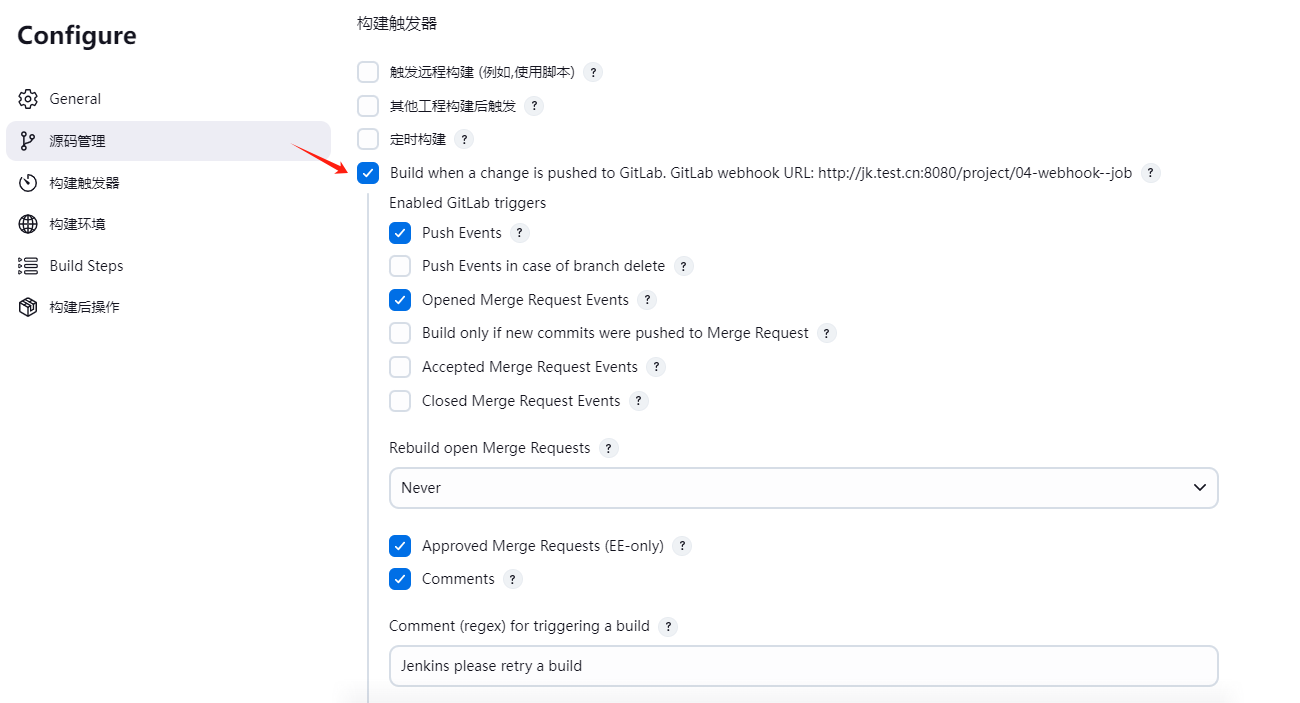 Configure
General
源码管理
构建触发器
构建环境
Build Steps
构建后操作
构建触发器
触发远程构建 (例如,使用脚本) ?
其他工程构建后触发 ?
定时构建 ?
Build when a change is pushed to GitLab. GitLab webhook URL: http://jk.test.cn:8080/project/04-webhook--job ?
Enabled GitLab triggers
Push Events ?
Push Events in case of branch delete ?
Opened Merge Request Events ?
Build only if new commits were pushed to Merge Request ?
Accepted Merge Request Events ?
Closed Merge Request Events ?
Rebuild open Merge Requests ?
Never
Approved Merge Requests (EE-only) ?
Comments ?
Comment (regex) for triggering a build ?
Jenkins please retry a build